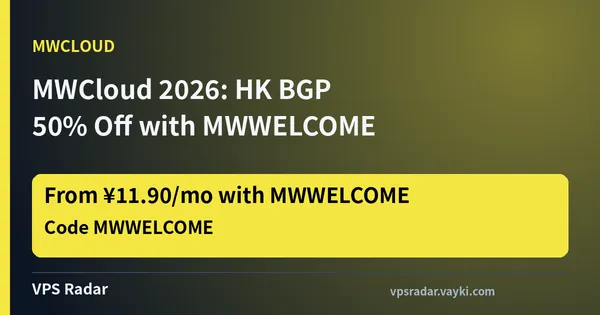 MWCLOUD
MWCloud 2026: HK BGP
50% Off with MWWELCOME
From ¥11.90/mo with MWWELCOME
Code MWWELCOME
VPS Radar
vpsradar.vayki.com